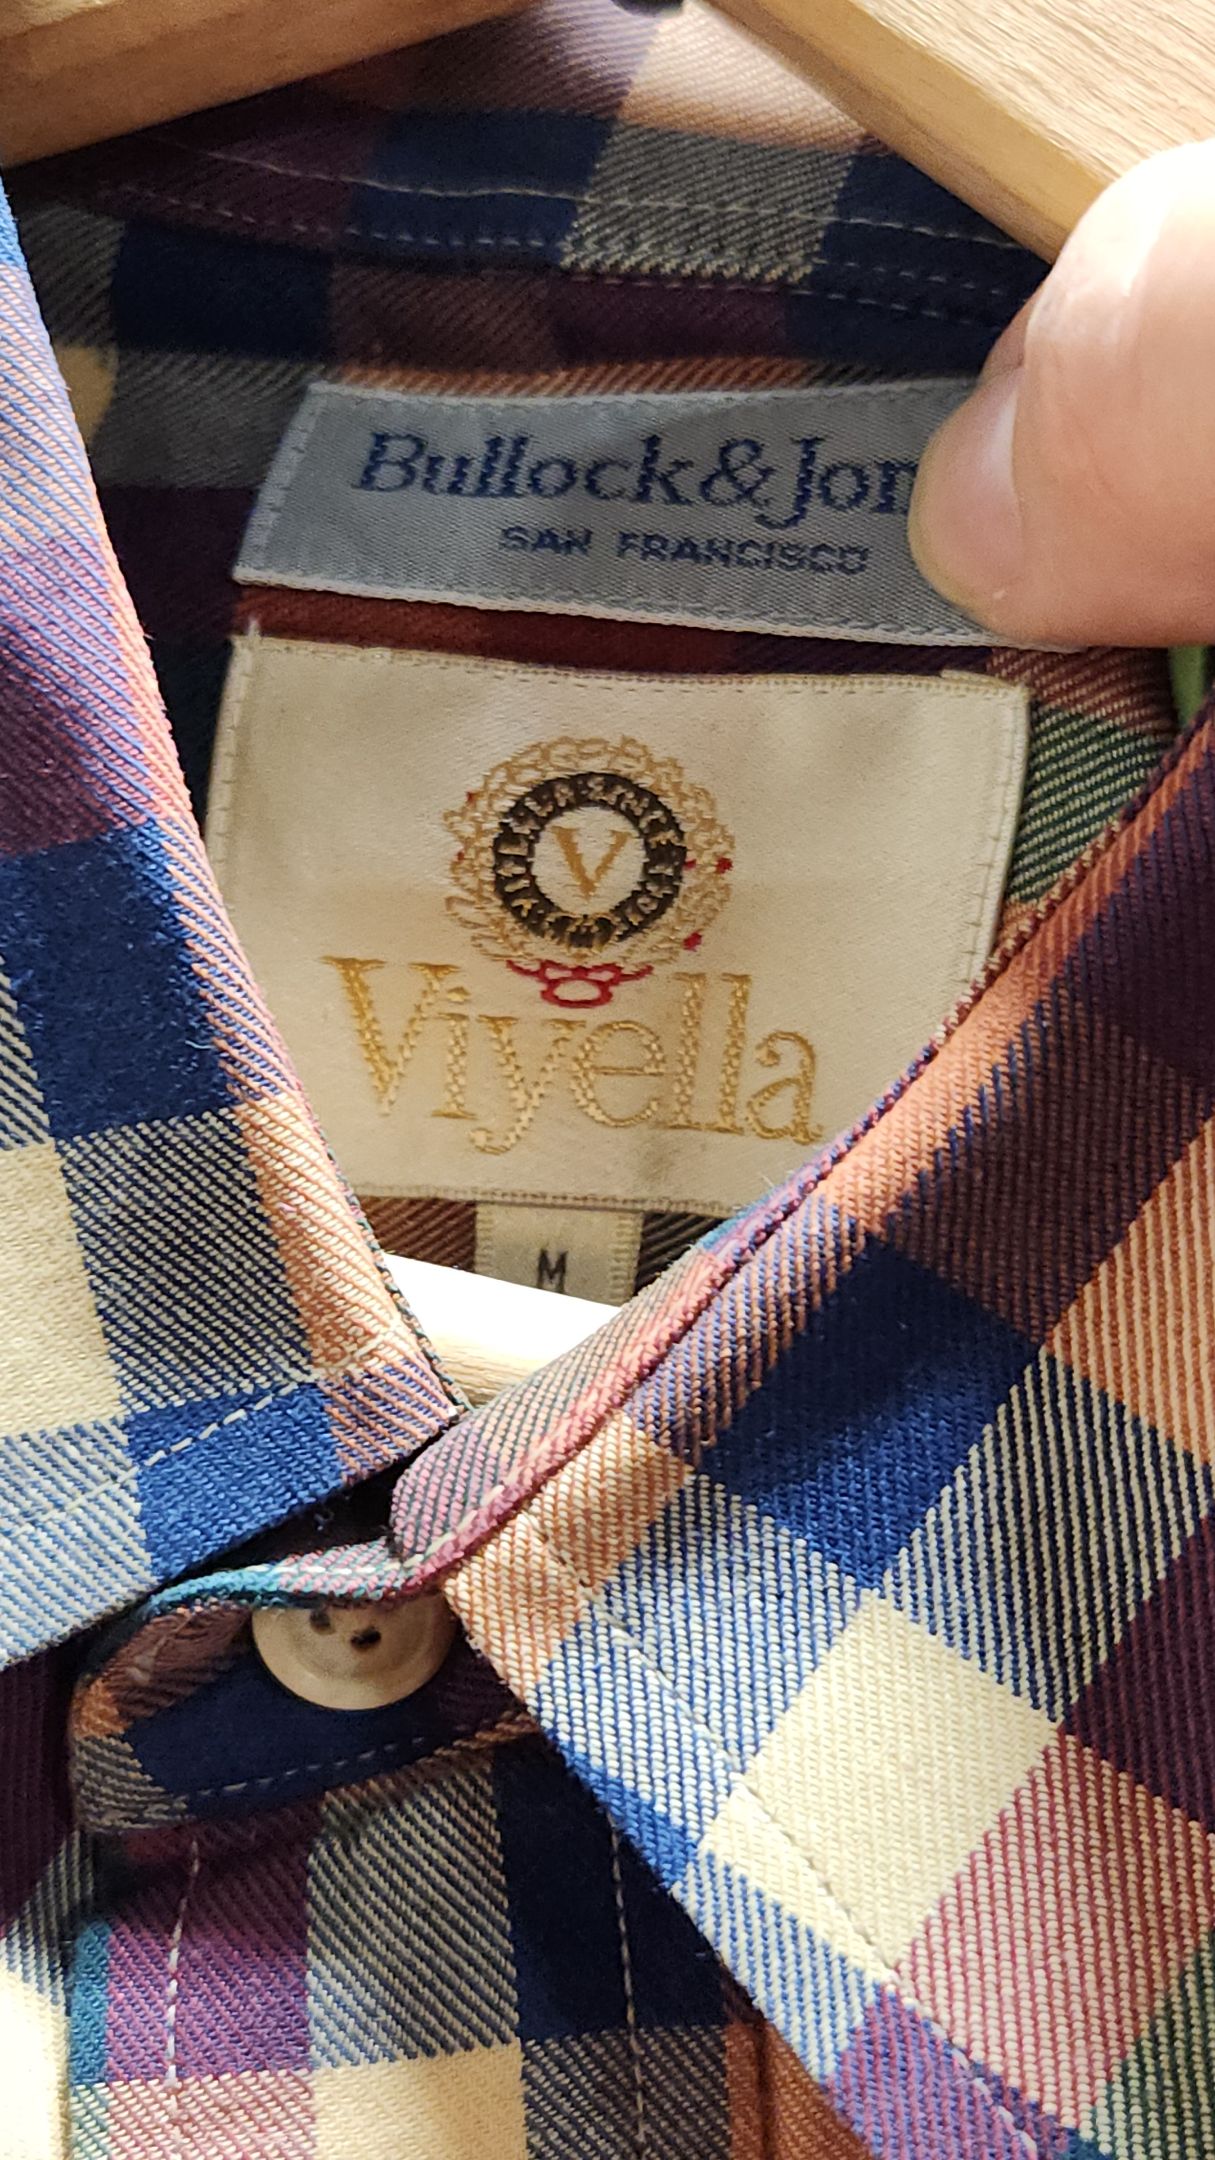 Bullock & Jon
SAN FRANCISCO
V
Viyella
M